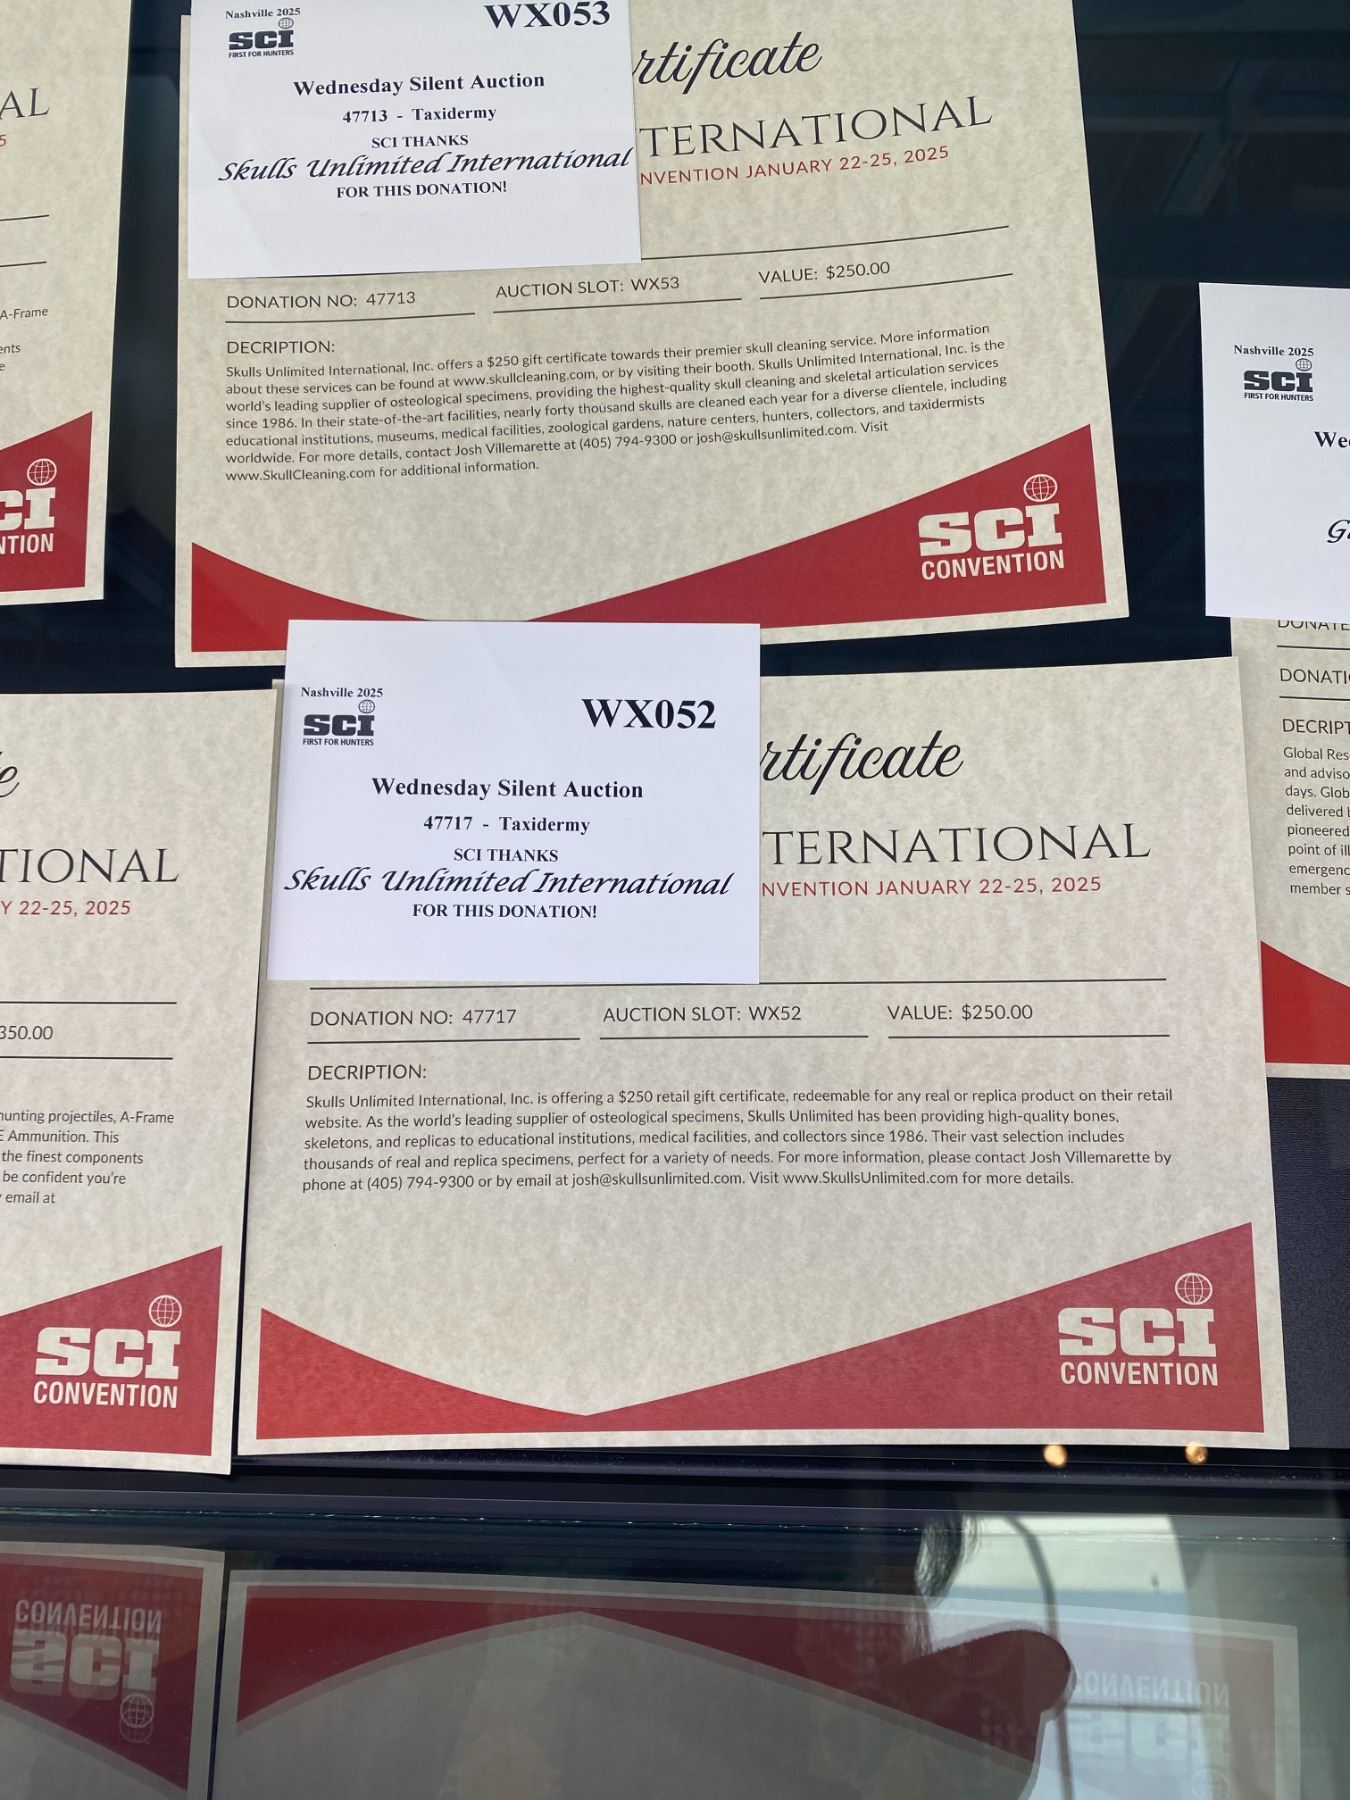 AL
5
A-Frame
ents
e
CI
NTION
Nashville 2025
SCI
FIRST FOR HUNTERS
WX053
Wednesday Silent Auction
47713 - Taxidermy
SCI THANKS
Skulls Unlimited International
FOR THIS DONATION!
rtificate
TERNATIONAL
NVENTION JANUARY 22-25, 2025
DONATION NO: 47713
AUCTION SLOT: WX53
VALUE: $250.00
DECRIPTION:
Skulls Unlimited International, Inc. offers a $250 gift certificate towards their premier skull cleaning service. More information
about these services can be found at www.skullcleaning.com, or by visiting their booth. Skulls Unlimited International, Inc. is the
world's leading supplier of osteological specimens, providing the highest-quality skull cleaning and skeletal articulation services
since 1986. In their state-of-the-art facilities, nearly forty thousand skulls are cleaned each year for a diverse clientele, including
educational institutions, museums, medical facilities, zoological gardens, nature centers, hunters, collectors, and taxidermists
worldwide. For more details, contact Josh Villemarette at (405) 794-9300 or josh@skullsunlimited.com. Visit
www.SkullCleaning.com for additional information.
SCI
CONVENTION
Nashville 2025
SCI
FIRST FOR HUNTERS
We
G
DONATE
DONATI
DECRIPT
Global Res
and adviso
days. Glob
delivered b
pioneered
point of ill
emergenc
member s
e
TIONAL
Y 22-25, 2025
350.00
hunting projectiles, A-Frame
E Ammunition. This
the finest components
be confident you're
email at
SCI
CONVENTION
Nashville 2025
SCI
FIRST FOR HUNTERS
WX052
Wednesday Silent Auction
47717 - Taxidermy
SCI THANKS
Skulls Unlimited International
FOR THIS DONATION!
rtificate
TERNATIONAL
NVENTION JANUARY 22-25, 2025
DONATION NO: 47717
AUCTION SLOT: WX52
VALUE: $250.00
DECRIPTION:
Skulls Unlimited International, Inc. is offering a $250 retail gift certificate, redeemable for any real or replica product on their retail
website. As the world's leading supplier of osteological specimens, Skulls Unlimited has been providing high-quality bones,
skeletons, and replicas to educational institutions, medical facilities, and collectors since 1986. Their vast selection includes
thousands of real and replica specimens, perfect for a variety of needs. For more information, please contact Josh Villemarette by
phone at (405) 794-9300 or by email at josh@skullsunlimited.com. Visit www.SkullsUnlimited.com for more details.
SCI
CONVENTION
CONVENTION
SCI
CONVENTION
SCI